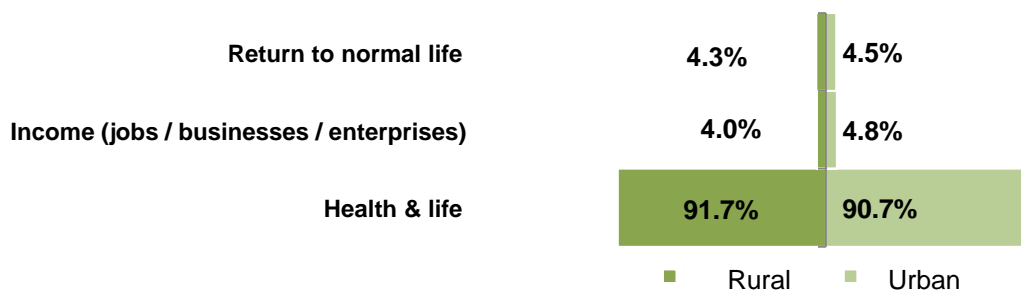 Return to normal life 4.3% 4.5%
Income (jobs / businesses / enterprises) 4.0% 4.8%
Health & life 91.7% 90.7%
Rural Urban